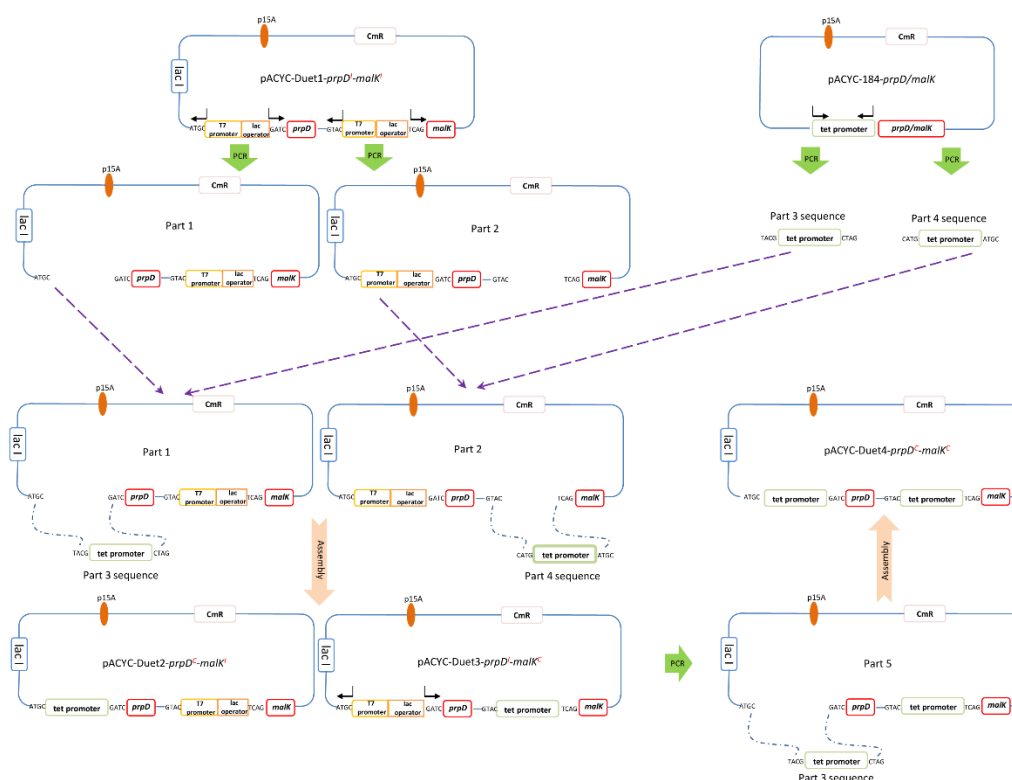 p15A
CmR
lac I
pACYC-Duet1-prpDᴵ-malKᴵ
ATGC
T7 promoter
lac operator
GATC
prpD
GTAC
T7 promoter
lac operator
TCAG
malK
p15A
CmR
pACYC-184-prpD/malK
tet promoter
prpD/malK
PCR
PCR
PCR
PCR
p15A
CmR
lac I
Part 1
ATGC
GATC
prpD
GTAC
T7 promoter
lac operator
TCAG
malK
p15A
CmR
lac I
Part 2
ATGC
T7 promoter
lac operator
GATC
prpD
GTAC
TCAG
malK
Part 3 sequence
TACG
tet promoter
CTAG
Part 4 sequence
CATG
tet promoter
ATGC
p15A
CmR
lac I
Part 1
ATGC
GATC
prpD
GTAC
T7 promoter
lac operator
TCAG
malK
TACG
tet promoter
CTAG
Part 3 sequence
p15A
CmR
lac I
Part 2
ATGC
T7 promoter
lac operator
GATC
prpD
GTAC
TCAG
malK
CATG
tet promoter
ATGC
Part 4 sequence
p15A
CmR
lac I
pACYC-Duet4-prpDᶜ-malKᶜ
ATGC
tet promoter
GATC
prpD
GTAC
tet promoter
TCAG
malK
Assembly
Assembly
p15A
CmR
lac I
pACYC-Duet2-prpDᶜ-malKᴵ
ATGC
tet promoter
GATC
prpD
GTAC
T7 promoter
lac operator
TCAG
malK
p15A
CmR
lac I
pACYC-Duet3-prpDᴵ-malKᶜ
ATGC
T7 promoter
lac operator
GATC
prpD
GTAC
tet promoter
TCAG
malK
PCR
p15A
CmR
lac I
Part 5
ATGC
GATC
prpD
GTAC
tet promoter
TCAG
malK
TACG
tet promoter
CTAG
Part 3 sequence